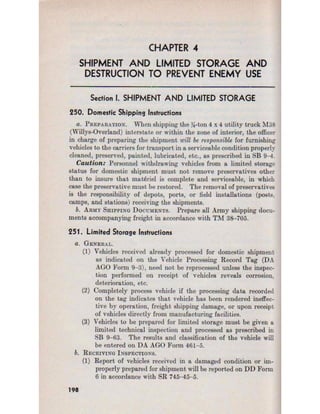 CHAPTER 4
SHIPMENT AND LIMITED STORAGE AND
DESTRUCTION TO PREVENT ENEMY USE
Section I. SHIPMENT AND LIMITED STORAGE
250. Domestic Shipping Instructions
a. PREPARATION. When shipping the ¼-ton 4 x 4 utility truck M38
(Willys-Overland) interstate or within the zone of interior, the officer
in charge of preparing the shipment will be responsible for furnishing
vehicles to the carriers for transport in a serviceable condition properly
cleaned, preserved, painted, lubricated, etc., as prescribed in SB 9-4.
Caution: Personnel withdrawing vehicles from a limited storage
status for domestic shipment must not remove preservatives other
than to insure that matériel is complete and serviceable, in which
case the preservative must be restored. The removal of preservatives
is the responsibility of depots, ports, or field installations (posts,
camps, and stations) receiving the shipments.
b. ARMY SHIPPING DOCUMENTS. Prepare all Army shipping docu-
ments accompanying freight in accordance with TM 38-705.
251. Limited Storage Instructions
a. GENERAL.
(1) Vehicles received already processed for domestic shipment
as indicated on the Vehicle Processing Record Tag (DA
AGO Form 9-3), need not be reprocessed unless the inspec-
tion performed on receipt of vehicles reveals corrosion,
deterioration, etc.
(2) Completely process vehicle if the processing data recorded
on the tag indicates that vehicle has been rendered ineffec-
tive by operation, freight shipping damage, or upon receipt
of vehicles directly from manufacturing facilities.
(3) Vehicles to be prepared for limited storage must be given a
limited technical inspection and processed as prescribed in
SB 9-63. The results and classification of the vehicle will
be entered on DA AGO Form 461-5.
b. RECEIVING INSPECTIONS.
(1) Report of vehicles received in a damaged condition or im-
properly prepared for shipment will be reported on DD Form
6 in accordance with SR 745-45-5.
198